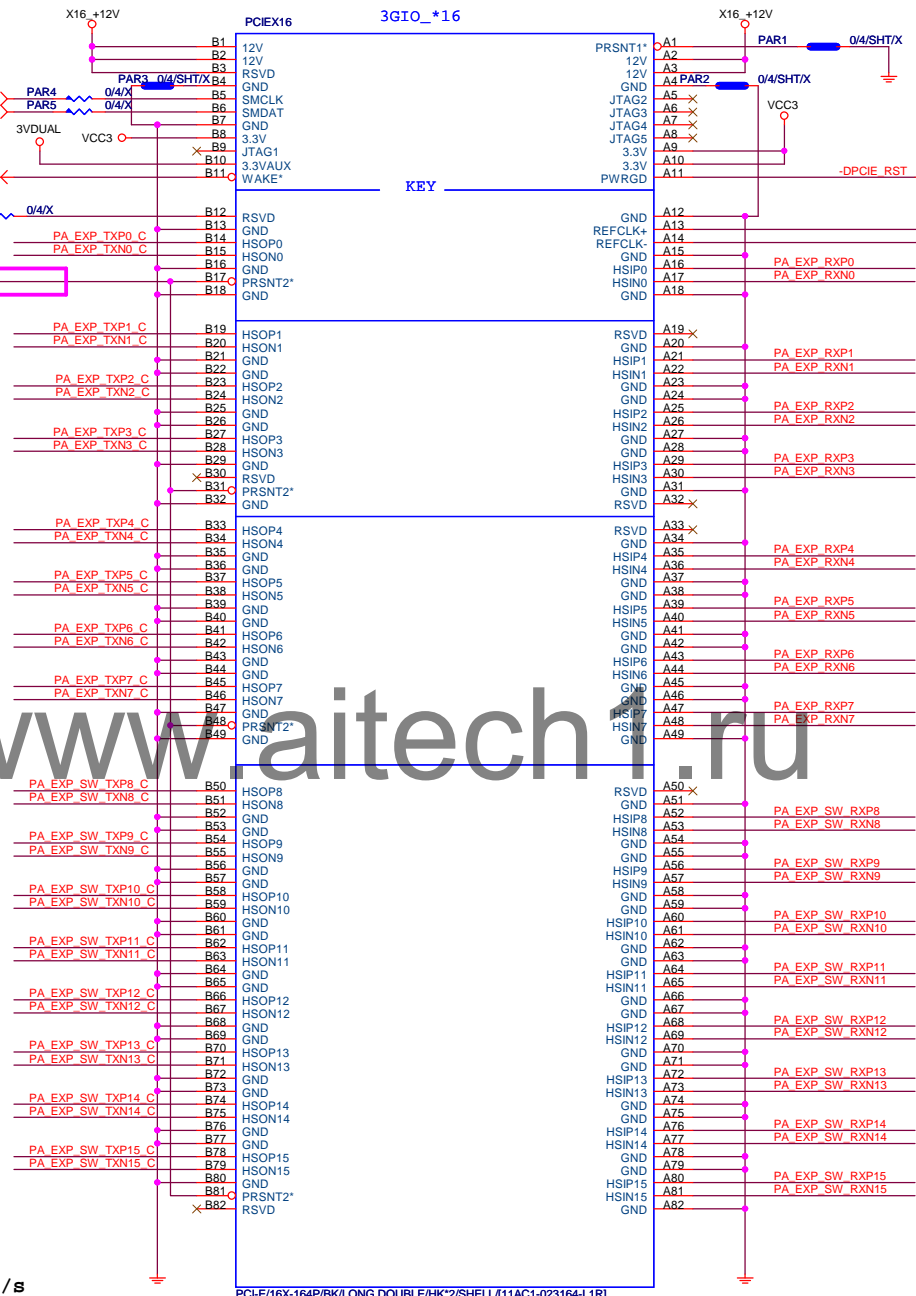 X16_+12V
3GIO_*16
X16_+12V
PCIEX16
B1 12V PRSNT1* A1 PAR1 0/4/SHT/X
B2 12V 12V A2
B3 RSVD 12V A3
PAR3 0/4/SHT/X B4 GND GND A4 PAR2 0/4/SHT/X
PAR4 0/4/X B5 SMCLK JTAG2 A5
PAR5 0/4/X B6 SMDAT JTAG3 A6 VCC3
B7 GND JTAG4 A7
3VDUAL VCC3 B8 3.3V JTAG5 A8
B9 JTAG1 3.3V A9
B10 3.3VAUX 3.3V A10
B11 WAKE* PWRGD A11 -DPCIE_RST
KEY
0/4/X B12 RSVD GND A12
B13 GND REFCLK+ A13
PA_EXP_TXP0_C B14 HSOP0 REFCLK- A14
PA_EXP_TXN0_C B15 HSON0 GND A15
B16 GND HSIP0 A16 PA_EXP_RXP0
B17 PRSNT2* HSIN0 A17 PA_EXP_RXN0
B18 GND GND A18
PA_EXP_TXP1_C B19 HSOP1 RSVD A19
PA_EXP_TXN1_C B20 HSON1 GND A20
B21 GND HSIP1 A21 PA_EXP_RXP1
B22 GND HSIN1 A22 PA_EXP_RXN1
PA_EXP_TXP2_C B23 HSOP2 GND A23
PA_EXP_TXN2_C B24 HSON2 GND A24
B25 GND HSIP2 A25 PA_EXP_RXP2
B26 GND HSIN2 A26 PA_EXP_RXN2
PA_EXP_TXP3_C B27 HSOP3 GND A27
PA_EXP_TXN3_C B28 HSON3 GND A28
B29 GND HSIP3 A29 PA_EXP_RXP3
B30 RSVD HSIN3 A30 PA_EXP_RXN3
B31 PRSNT2* GND A31
B32 GND RSVD A32
PA_EXP_TXP4_C B33 HSOP4 RSVD A33
PA_EXP_TXN4_C B34 HSON4 GND A34
B35 GND HSIP4 A35 PA_EXP_RXP4
B36 GND HSIN4 A36 PA_EXP_RXN4
PA_EXP_TXP5_C B37 HSOP5 GND A37
PA_EXP_TXN5_C B38 HSON5 GND A38
B39 GND HSIP5 A39 PA_EXP_RXP5
B40 GND HSIN5 A40 PA_EXP_RXN5
PA_EXP_TXP6_C B41 HSOP6 GND A41
PA_EXP_TXN6_C B42 HSON6 GND A42
B43 GND HSIP6 A43 PA_EXP_RXP6
B44 GND HSIN6 A44 PA_EXP_RXN6
PA_EXP_TXP7_C B45 HSOP7 GND A45
PA_EXP_TXN7_C B46 HSON7 GND A46
B47 GND HSIP7 A47 PA_EXP_RXP7
B48 PRSNT2* HSIN7 A48 PA_EXP_RXN7
B49 GND GND A49
www.aitech1.ru
PA_EXP_SW_TXP8_C B50 HSOP8 RSVD A50
PA_EXP_SW_TXN8_C B51 HSON8 GND A51
B52 GND HSIP8 A52 PA_EXP_SW_RXP8
B53 GND HSIN8 A53 PA_EXP_SW_RXN8
PA_EXP_SW_TXP9_C B54 HSOP9 GND A54
PA_EXP_SW_TXN9_C B55 HSON9 GND A55
B56 GND HSIP9 A56 PA_EXP_SW_RXP9
B57 GND HSIN9 A57 PA_EXP_SW_RXN9
PA_EXP_SW_TXP10_C B58 HSOP10 GND A58
PA_EXP_SW_TXN10_C B59 HSON10 GND A59
B60 GND HSIP10 A60 PA_EXP_SW_RXP10
B61 GND HSIN10 A61 PA_EXP_SW_RXN10
PA_EXP_SW_TXP11_C B62 HSOP11 GND A62
PA_EXP_SW_TXN11_C B63 HSON11 GND A63
B64 GND HSIP11 A64 PA_EXP_SW_RXP11
B65 GND HSIN11 A65 PA_EXP_SW_RXN11
PA_EXP_SW_TXP12_C B66 HSOP12 GND A66
PA_EXP_SW_TXN12_C B67 HSON12 GND A67
B68 GND HSIP12 A68 PA_EXP_SW_RXP12
B69 GND HSIN12 A69 PA_EXP_SW_RXN12
PA_EXP_SW_TXP13_C B70 HSOP13 GND A70
PA_EXP_SW_TXN13_C B71 HSON13 GND A71
B72 GND HSIP13 A72 PA_EXP_SW_RXP13
B73 GND HSIN13 A73 PA_EXP_SW_RXN13
PA_EXP_SW_TXP14_C B74 HSOP14 GND A74
PA_EXP_SW_TXN14_C B75 HSON14 GND A75
B76 GND HSIP14 A76 PA_EXP_SW_RXP14
B77 GND HSIN14 A77 PA_EXP_SW_RXN14
PA_EXP_SW_TXP15_C B78 HSOP15 GND A78
PA_EXP_SW_TXN15_C B79 HSON15 GND A79
B80 GND HSIP15 A80 PA_EXP_SW_RXP15
B81 PRSNT2* HSIN15 A81 PA_EXP_SW_RXN15
B82 RSVD GND A82
/s
PCI-E/16X-164P/BK/LONG DOUBLE/HK*2/SHELL/[11AC1-023164-L1R]